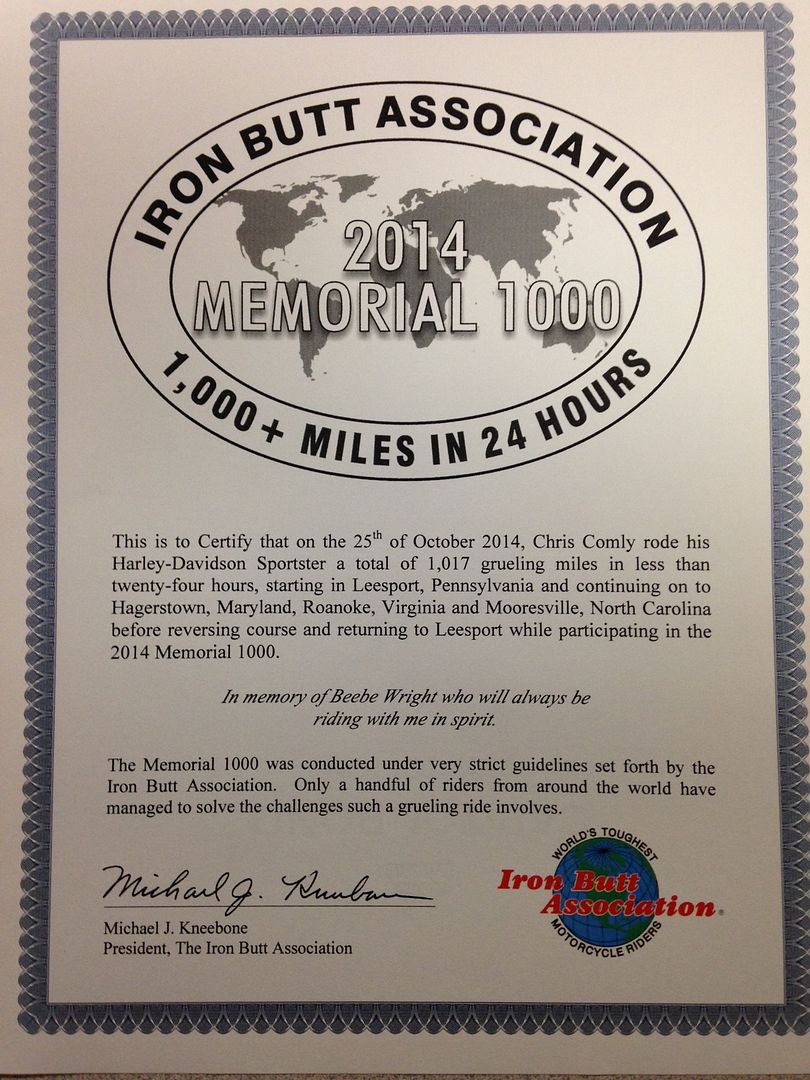 IRON BUTT ASSOCIATION
2014
MEMORIAL 1000
1,000+ MILES IN 24 HOURS
This is to Certify that on the 25th of October 2014, Chris Comly rode his
Harley-Davidson Sportster a total of 1,017 grueling miles in less than
twenty-four hours, starting in Leesport, Pennsylvania and continuing on to
Hagerstown, Maryland, Roanoke, Virginia and Mooresville, North Carolina
before reversing course and returning to Leesport while participating in the
2014 Memorial 1000.
In memory of Beebe Wright who will always be
riding with me in spirit.
The Memorial 1000 was conducted under very strict guidelines set forth by the
Iron Butt Association. Only a handful of riders from around the world have
managed to solve the challenges such a grueling ride involves.
Michael J. Kneebone
Michael J. Kneebone
President, The Iron Butt Association
WORLD'S TOUGHEST
Iron Butt
Association®
MOTORCYCLE RIDERS